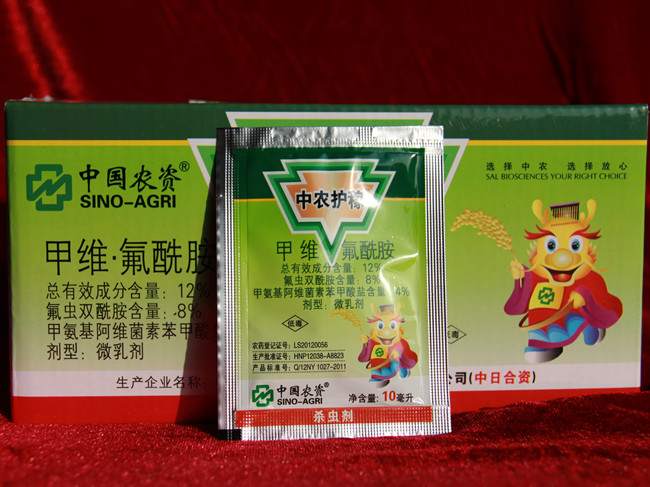 中国农资®
SINO-AGRI
甲维·氟酰胺
总有效成分含量：12%
氟虫双酰胺含量：8%
甲氨基阿维菌素苯甲酸
剂型：微乳剂
生产企业名称：
选择中农 选择放心
SAL BIOSCIENCES YOUR RIGHT CHOICE
公司(中日合资)
中农护稼
甲维·氟酰胺
总有效成分含量：12%
氟虫双酰胺含量：8%
甲氨基阿维菌素苯甲酸盐含量：4%
剂型：微乳剂
低毒
农药登记证号：LS20120056
生产批准证号：HNP12038-A8823
产品标准号：Q/12NY 1027-2011
中国农资®
SINO-AGRI
净含量：10毫升
杀虫剂